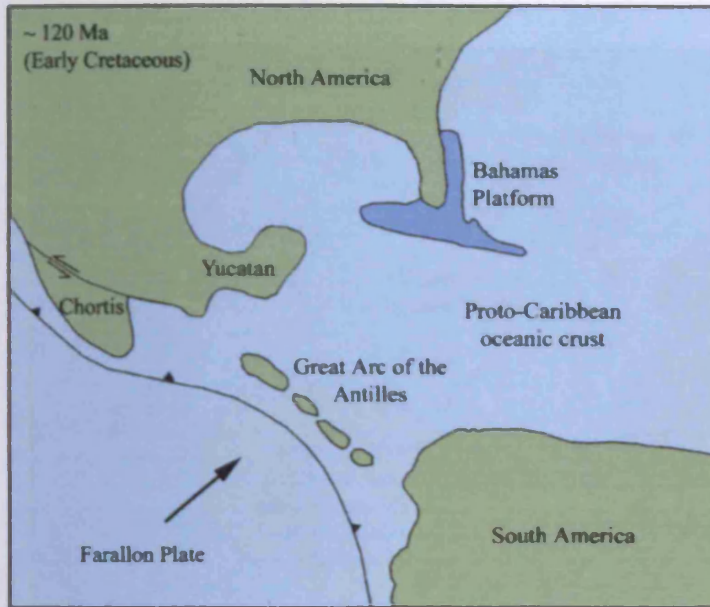 ~ 120 Ma
(Early Cretaceous)
North America
Bahamas
Platform
Yucatan
Chortis
Proto-Caribbean
oceanic crust
Great Arc of the
Antilles
Farallon Plate
South America